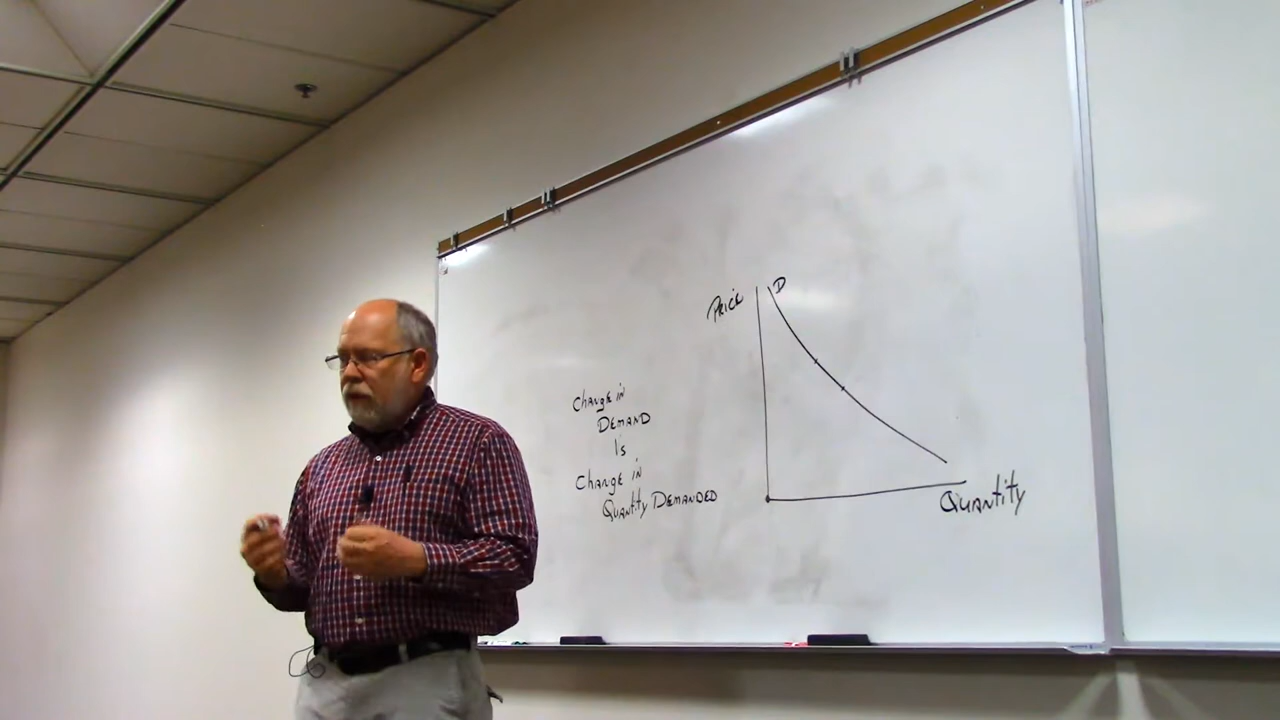 Change in
DEMAND
Is
Change in
Quantity DEMANDED
PRICE
D
Quantity